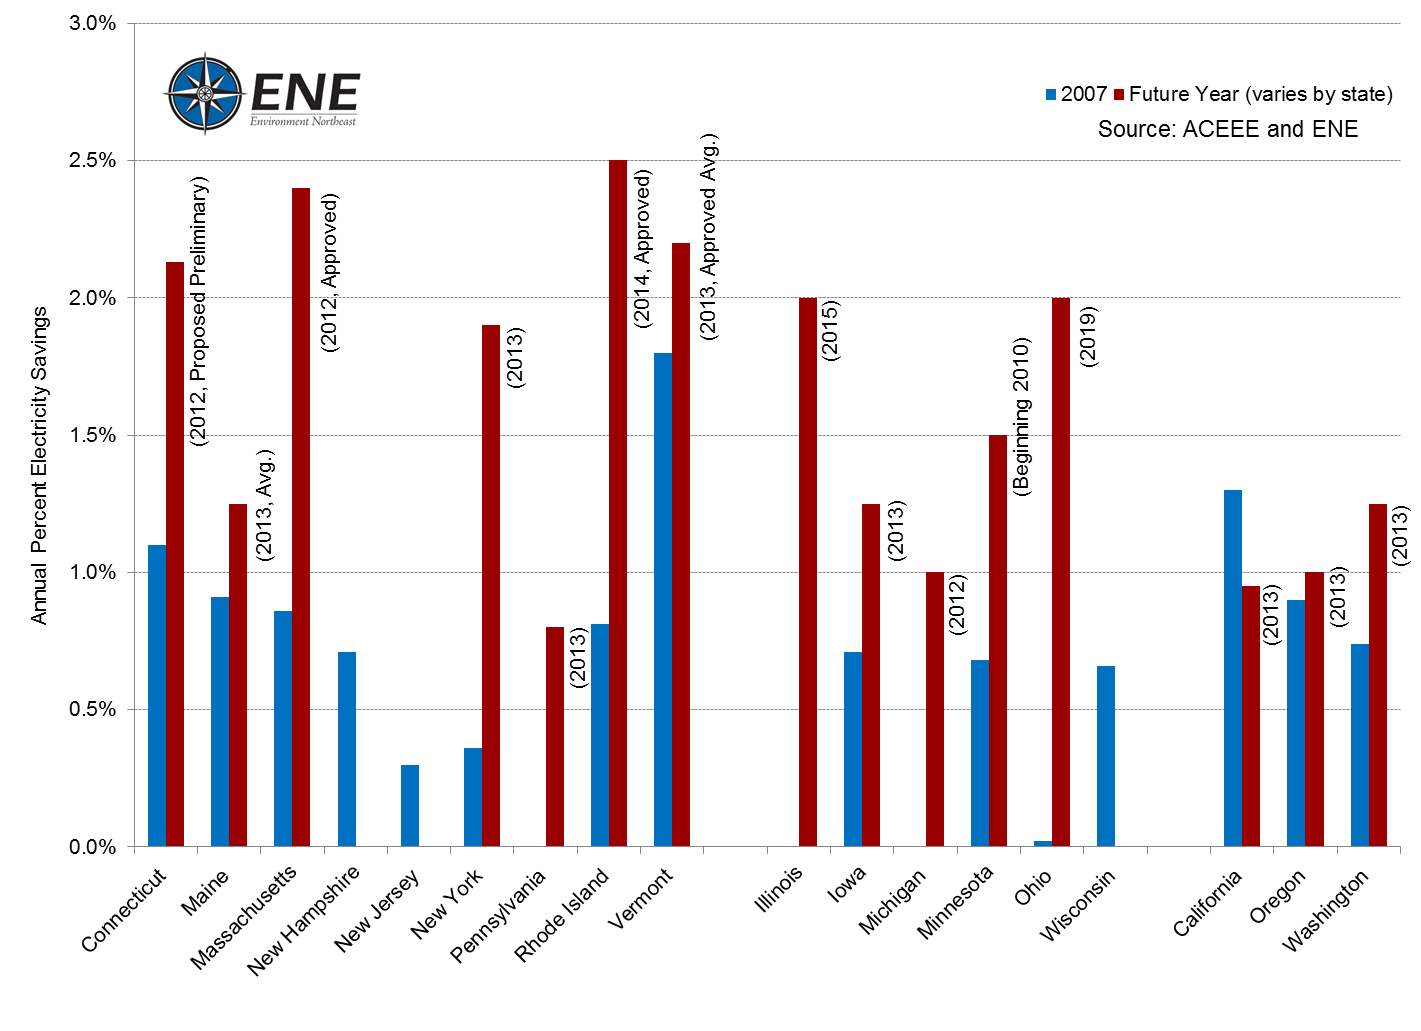 3.0%
2.5%
2.0%
1.5%
1.0%
0.5%
0.0%
Annual Percent Electricity Savings
ENE
Environment Northeast
2007 Future Year (varies by state)
Source: ACEEE and ENE
(2012, Proposed Preliminary)
(2013, Avg.)
(2012, Approved)
(2013)
(2013)
(2014, Approved)
(2013, Approved Avg.)
(2015)
(2013)
(2012)
(Beginning 2010)
(2019)
(2013)
(2013)
(2013)
Connecticut
Maine
Massachusetts
New Hampshire
New Jersey
New York
Pennsylvania
Rhode Island
Vermont
Illinois
Iowa
Michigan
Minnesota
Ohio
Wisconsin
California
Oregon
Washington